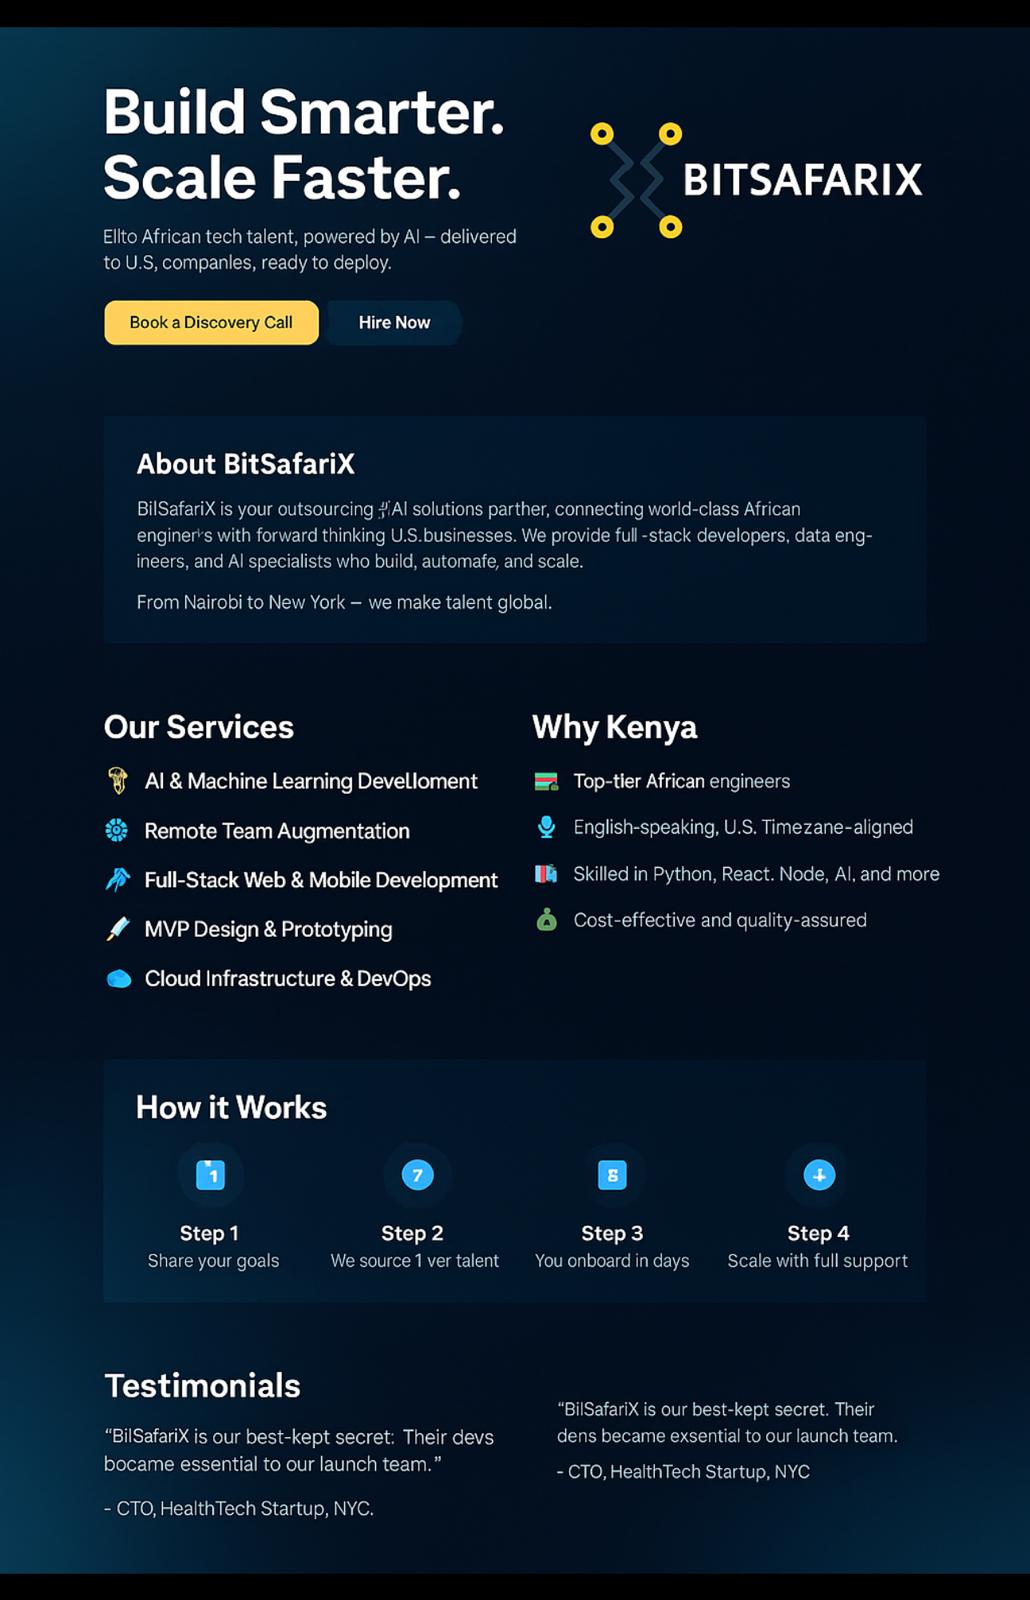 Build Smarter.
Scale Faster.
BITSAFARIX
Ellto African tech talent, powered by AI – delivered
to U.S, companles, ready to deploy.
Book a Discovery Call
Hire Now
About BitSafariX
BilSafariX is your outsourcing AI solutions parther, connecting world-class African
with forward thinking U.S.businesses. We provide full -stack developers, data eng-
ineers, and AI specialists who build, automafe, and scale.
From Nairobi to New York – we make talent global.
Our Services
AI & Machine Learning Develloment
Remote Team Augmentation
Full-Stack Web & Mobile Development
MVP Design & Prototyping
Cloud Infrastructure & DevOps
Why Kenya
Top-tier African engineers
English-speaking, U.S. Timezane-aligned
Skilled in Python, React. Node, AI, and more
Cost-effective and quality-assured
How it Works
1
7
Step 1
Step 2
Step 3
Step 4
Share your goals
We source 1 ver talent
You onboard in days
Scale with full support
Testimonials
“BilSafariX is our best-kept secret: Their devs
bocame essential to our launch team.”
- CTO, HealthTech Startup, NYC.
“BilSafariX is our best-kept secret. Their
dens became exsential to our launch team.
- CTO, HealthTech Startup, NYC